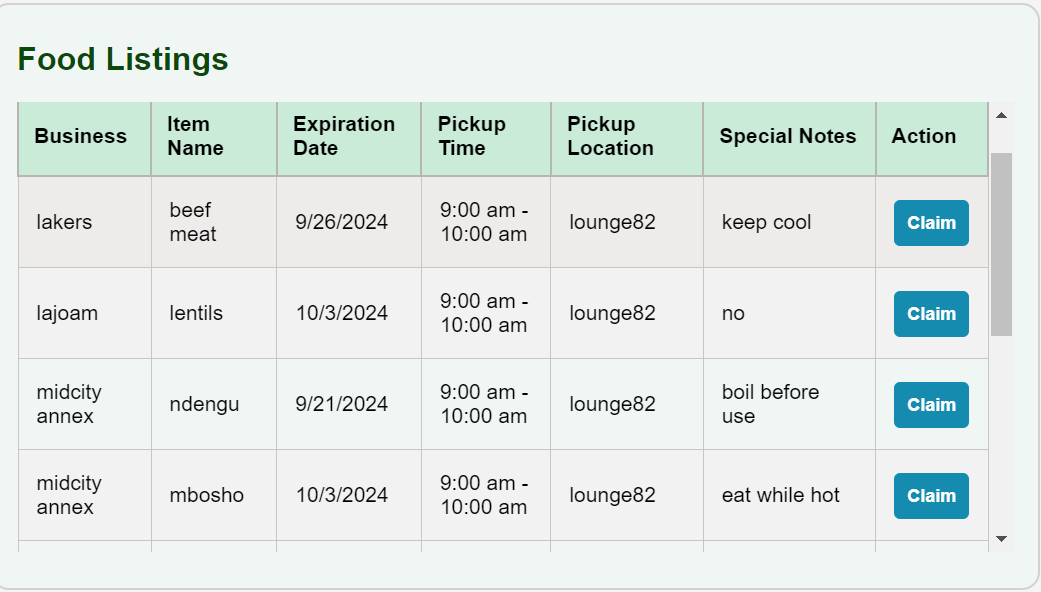 Food Listings
Business Item Name Expiration Date Pickup Time Pickup Location Special Notes Action
lakers beef meat 9/26/2024 9:00 am - 10:00 am lounge82 keep cool Claim
lajoam lentils 10/3/2024 9:00 am - 10:00 am lounge82 no Claim
midcity annex ndengu 9/21/2024 9:00 am - 10:00 am lounge82 boil before use Claim
midcity annex mbosho 10/3/2024 9:00 am - 10:00 am lounge82 eat while hot Claim